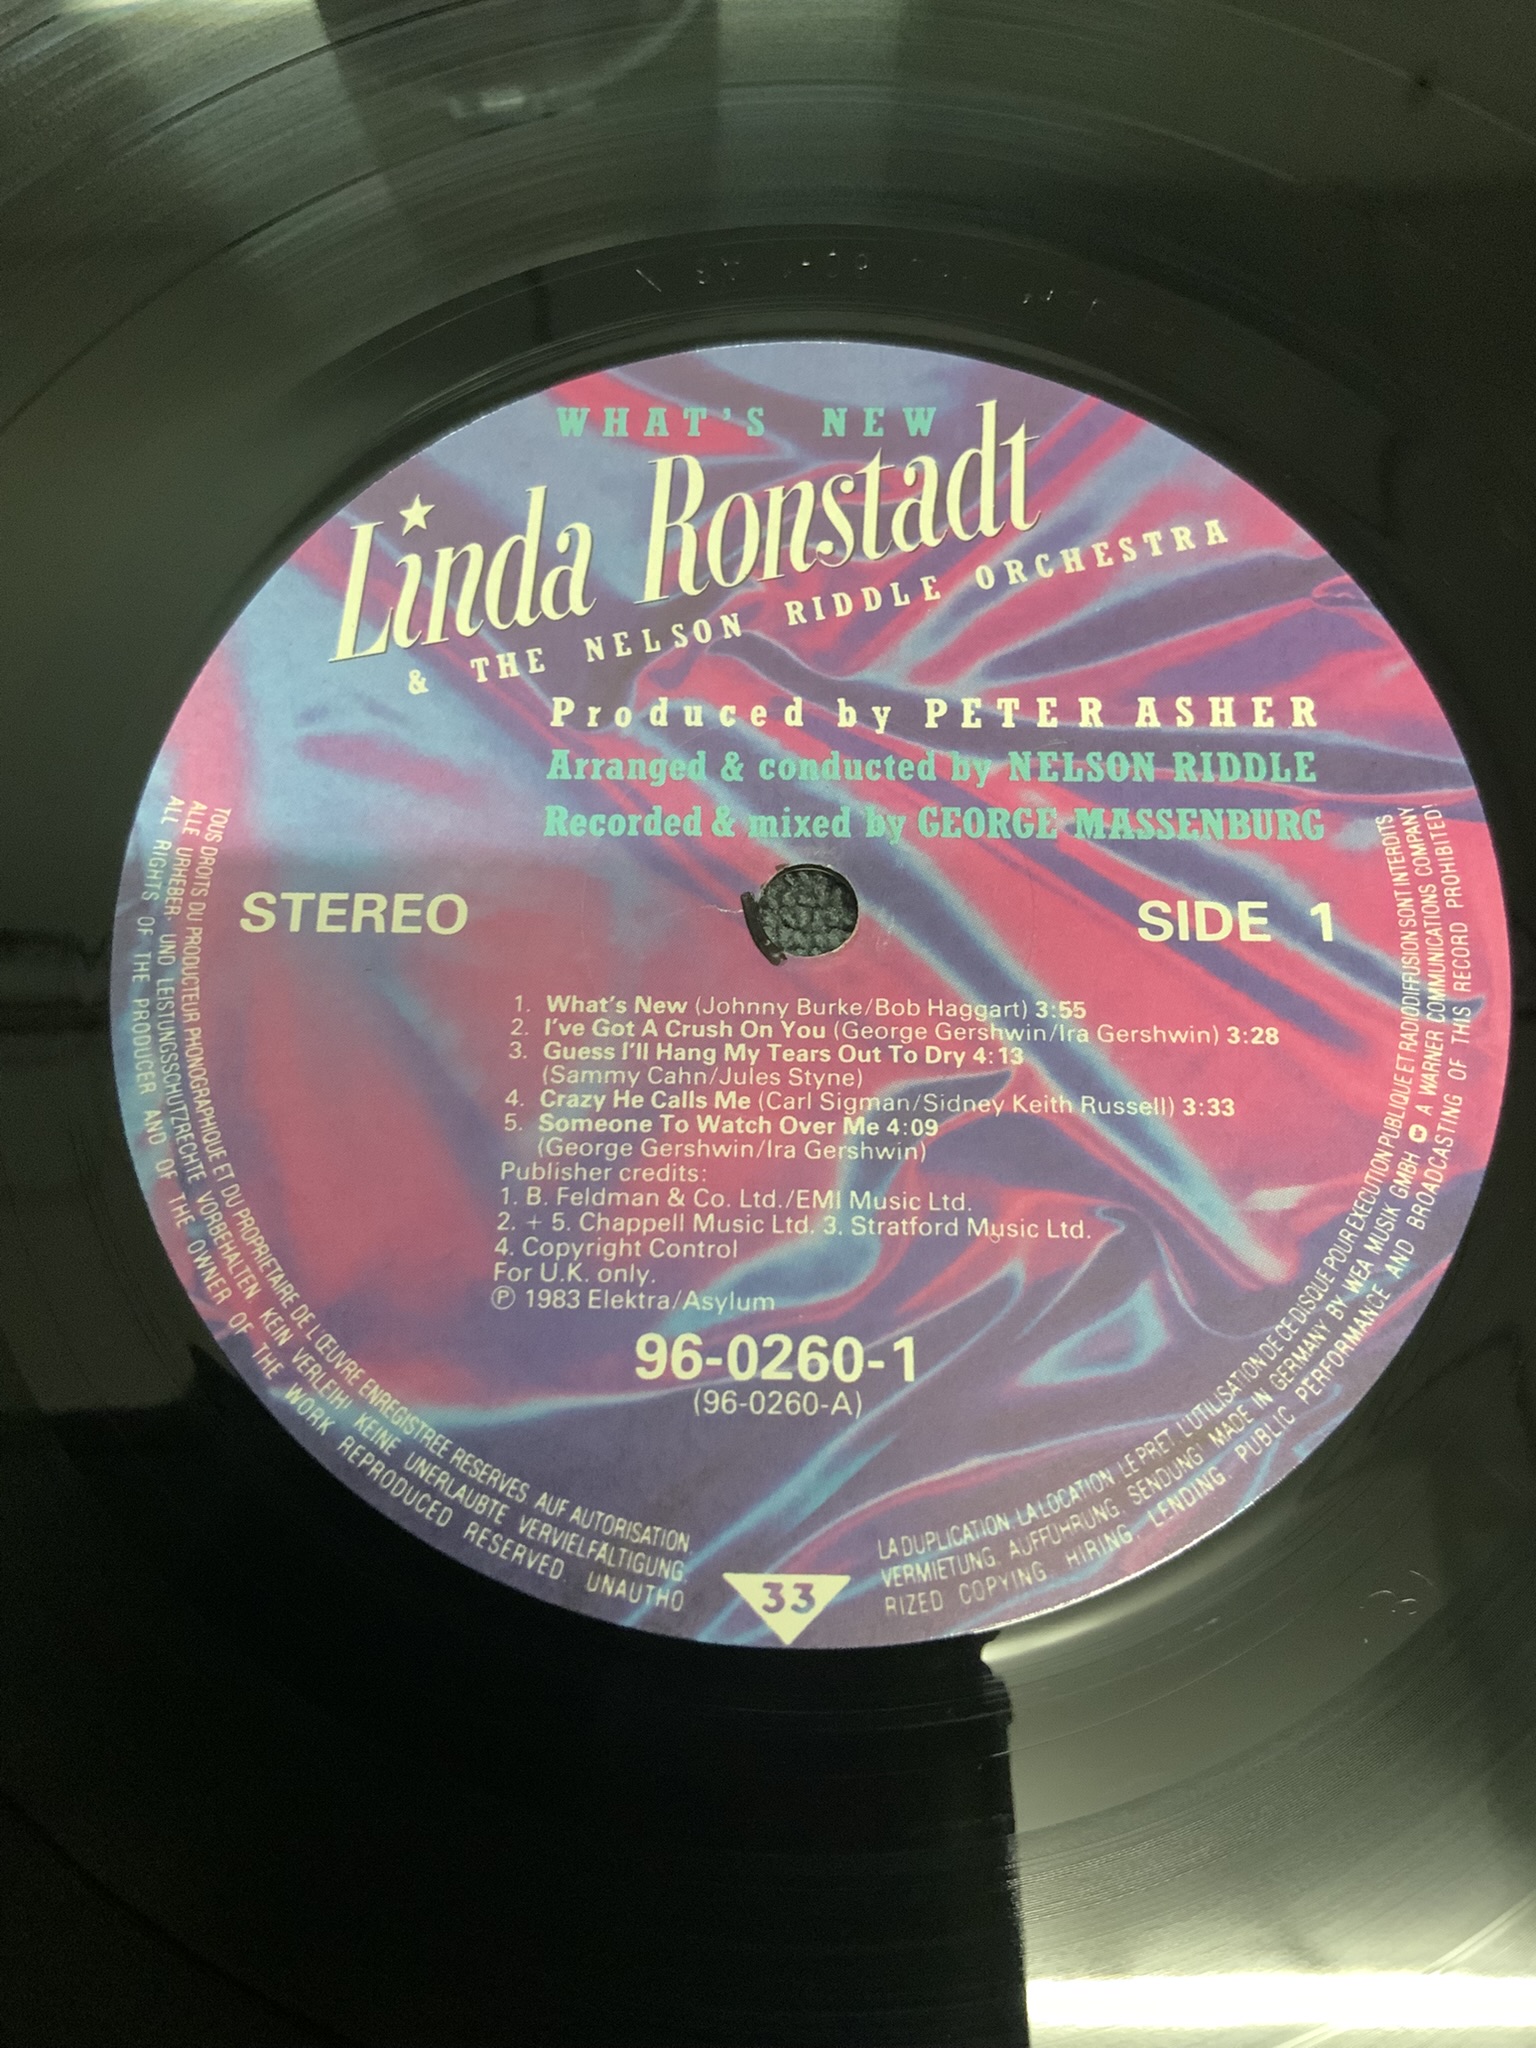 WHAT'S NEW
Linda Ronstadt
& THE NELSON RIDDLE ORCHESTRA
Produced by PETER ASHER
Arranged & conducted by NELSON RIDDLE
Recorded & mixed by GEORGE MASSENBURG
STEREO
SIDE 1
1. What's New (Johnny Burke/Bob Haggart) 3:55
2. I've Got A Crush On You (George Gershwin/Ira Gershwin) 3:28
3. Guess I'll Hang My Tears Out To Dry 4:13
(Sammy Cahn/Jules Styne)
4. Crazy He Calls Me (Carl Sigman/Sidney Keith Russell) 3:33
5. Someone To Watch Over Me 4:09
(George Gershwin/Ira Gershwin)
Publisher credits:
1. B. Feldman & Co. Ltd./EMI Music Ltd.
2. + 5. Chappell Music Ltd. 3. Stratford Music Ltd.
4. Copyright Control
For U.K. only.
℗ 1983 Elektra/Asylum
96-0260-1
(96-0260-A)
TOUS DROITS DU PRODUCTEUR PHONOGRAPHIQUE ET DU PROPRIETAIRE DE L'ŒUVRE ENREGISTREE RESERVES. AUF AUTORISATION LA DUPLICATION, LA LOCATION, LE PRET, L'UTILISATION DE CE DISQUE POUR EXECUTION PUBLIQUE ET RADIODIFFUSION SONT INTERDITS
ALLE URHEBER- UND LEISTUNGSSCHUTZRECHTE VORBEHALTEN KEIN VERLEIH! KEINE UNERLAUBTE VERVIELFÄLTIGUNG, VERMIETUNG, AUFFÜHRUNG, SENDUNG! MADE IN GERMANY BY WEA MUSIK GMBH A WARNER COMMUNICATIONS COMPANY
ALL RIGHTS OF THE PRODUCER AND OF THE OWNER OF THE WORK REPRODUCED RESERVED. UNAUTHO RIZED COPYING, HIRING, LENDING, PUBLIC PERFORMANCE AND BROADCASTING OF THIS RECORD PROHIBITED!
33